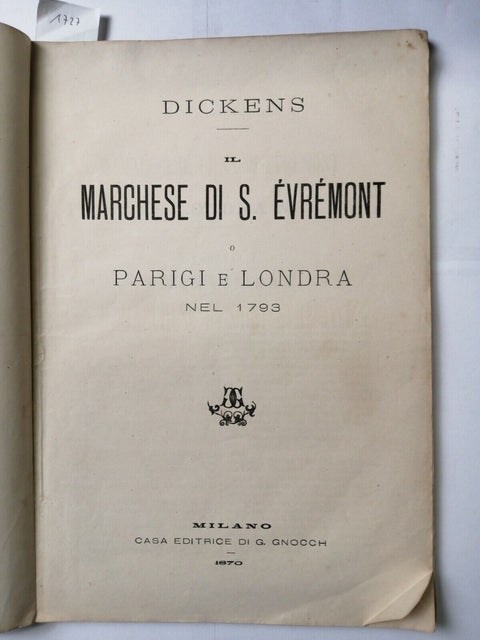 1727
DICKENS
IL
MARCHESE DI S. ÉVRÉMONT
O
PARIGI E LONDRA
NEL 1793
MILANO
CASA EDITRICE DI G. GNOCCH
1870